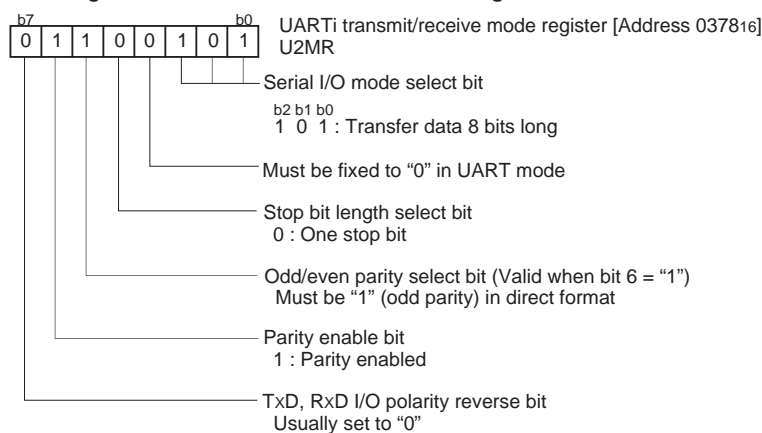 b7 b0
UARTi transmit/receive mode register [Address 037816]
0 1 1 0 0 1 0 1
U2MR
Serial I/O mode select bit
b2 b1 b0
1 0 1 : Transfer data 8 bits long
Must be fixed to “0” in UART mode
Stop bit length select bit
0 : One stop bit
Odd/even parity select bit (Valid when bit 6 = “1”)
Must be “1” (odd parity) in direct format
Parity enable bit
1 : Parity enabled
TxD, RxD I/O polarity reverse bit
Usually set to “0”